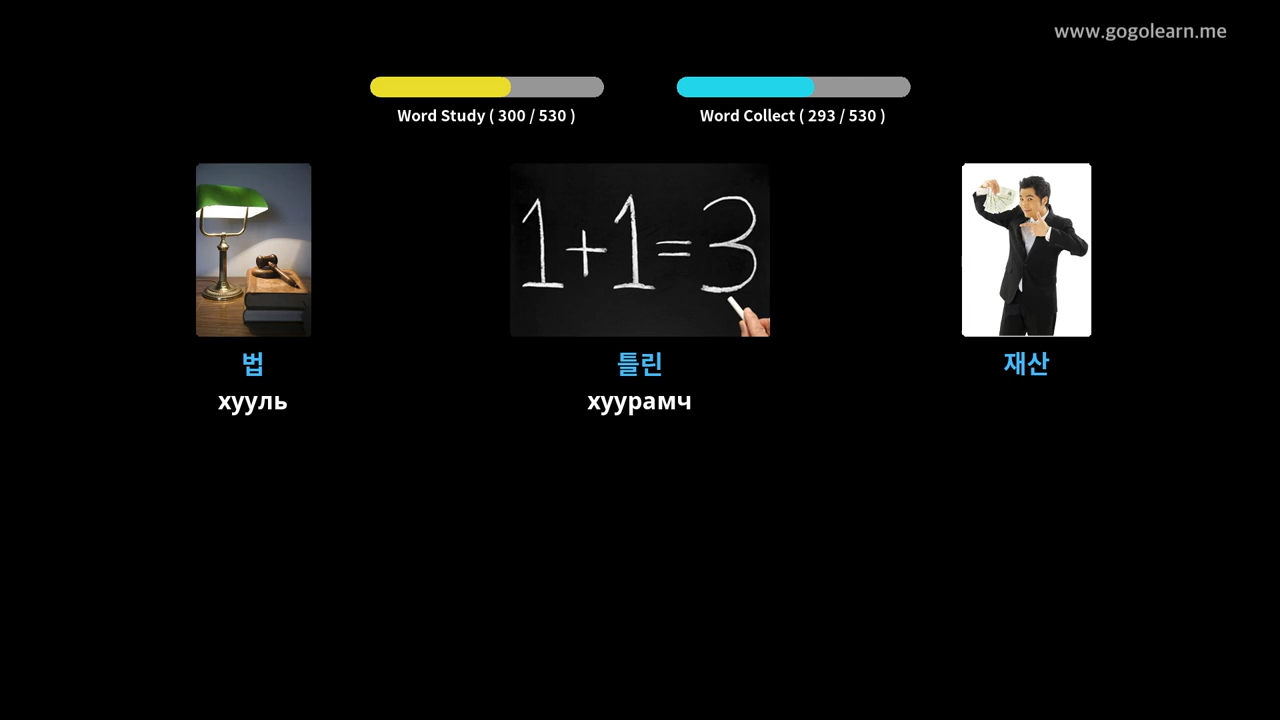 www.gogolearn.me
Word Study ( 300 / 530 )
Word Collect ( 293 / 530 )
1+1=3
법
틀린
재산
хууль
хуурамч